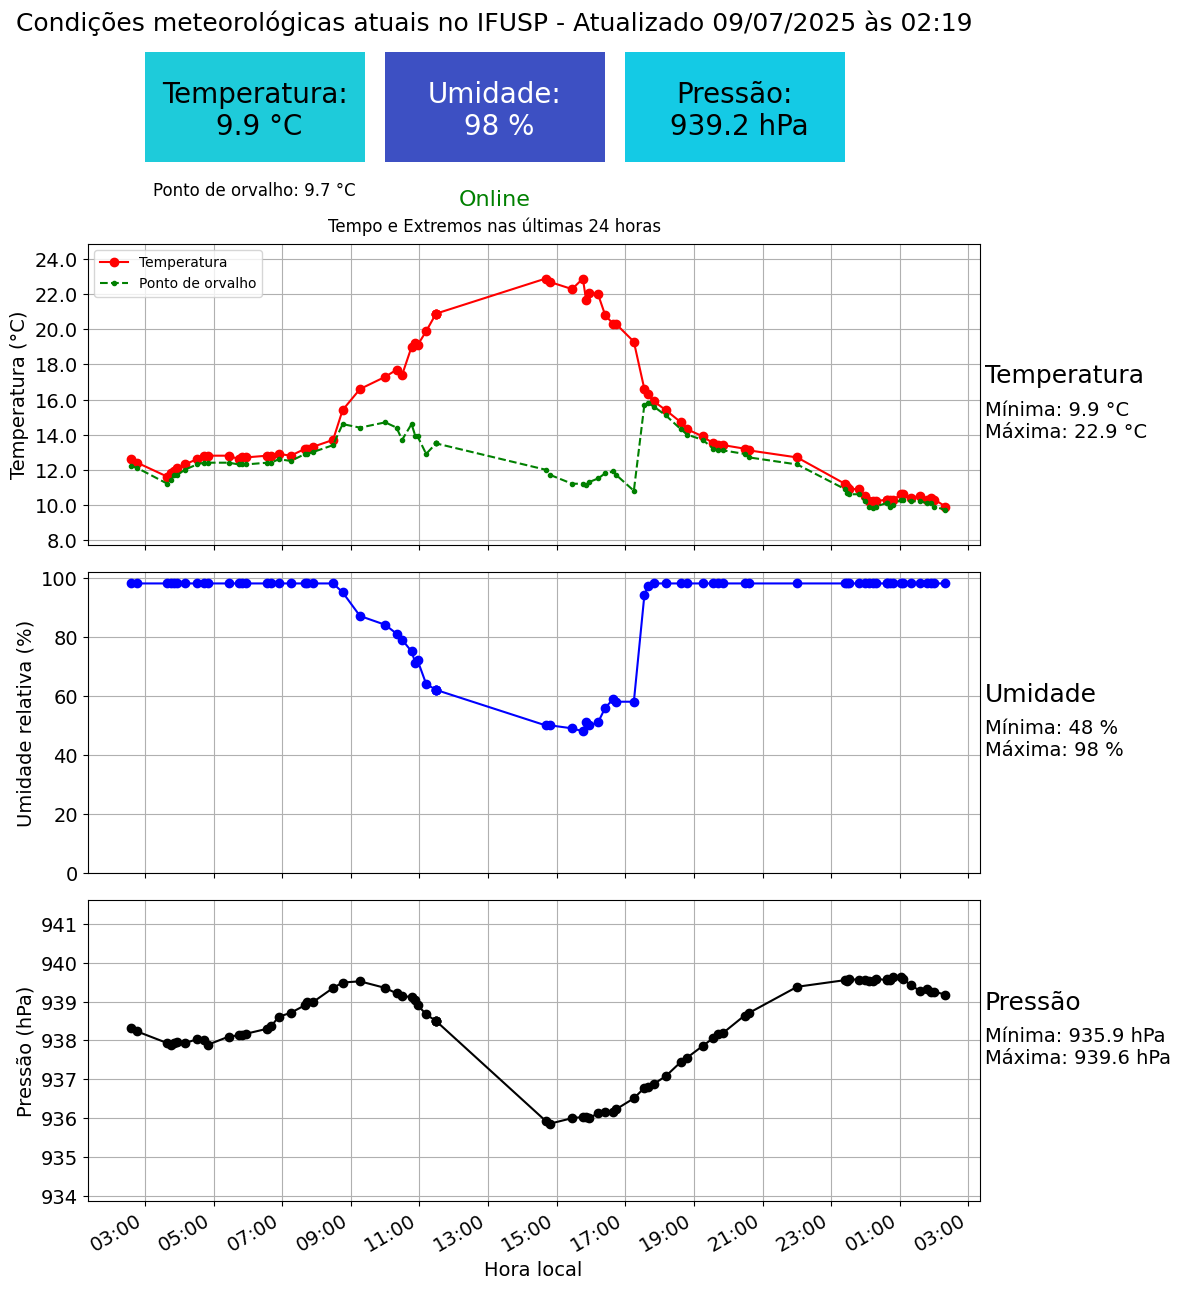 Condições meteorológicas atuais no IFUSP - Atualizado 09/07/2025 às 02:19
Temperatura:
9.9 °C
Umidade:
98 %
Pressão:
939.2 hPa
Ponto de orvalho: 9.7 °C
Online
Tempo e Extremos nas últimas 24 horas
Temperatura (°C)
24.0
22.0
20.0
18.0
16.0
14.0
12.0
10.0
8.0
Temperatura
Ponto de orvalho
Temperatura
Mínima: 9.9 °C
Máxima: 22.9 °C
Umidade relativa (%)
100
80
60
40
20
0
Umidade
Mínima: 48 %
Máxima: 98 %
Pressão (hPa)
941
940
939
938
937
936
935
934
Pressão
Mínima: 935.9 hPa
Máxima: 939.6 hPa
03:00
05:00
07:00
09:00
11:00
13:00
15:00
17:00
19:00
21:00
23:00
01:00
03:00
Hora local